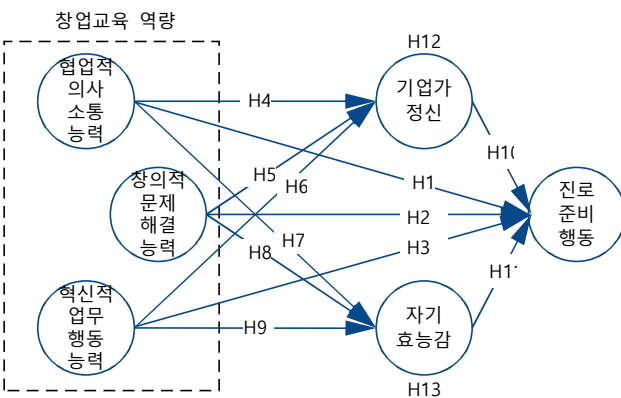 창업교육 역량
협업적
의사
소통
능력
창의적
문제
해결
능력
혁신적
업무
행동
능력
H12
기업가
정신
자기
효능감
H13
진로
준비
행동
H4
H5
H6
H1
H2
H3
H7
H8
H9